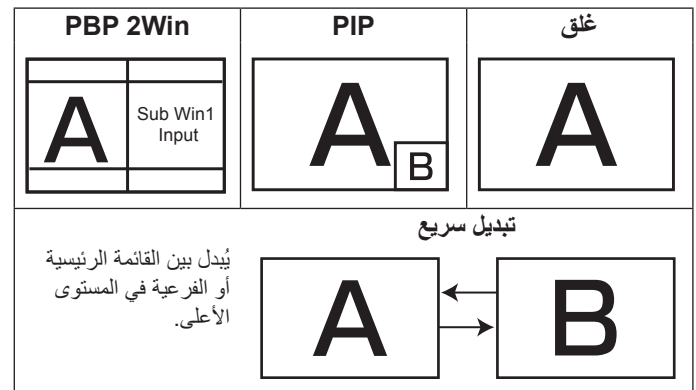 غلق
PIP
PBP 2Win
A
A
B
A
Sub Win1
Input
تبديل سريع
يُبدل بين القائمة الرئيسية
أو الفرعية في المستوى
الأعلى.
A
B